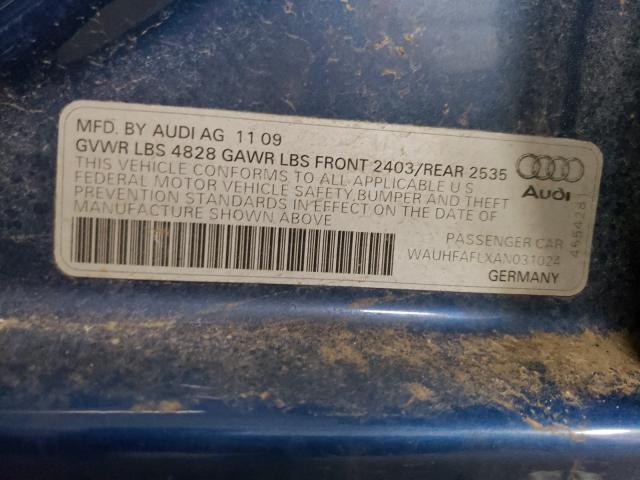 MFD. BY AUDI AG 11 09
GVWR LBS 4828 GAWR LBS FRONT 2403/REAR 2535
THIS VEHICLE CONFORMS TO ALL APPLICABLE U S
FEDERAL MOTOR VEHICLE SAFETY, BUMPER AND THEFT
PREVENTION STANDARDS IN EFFECT ON THE DATE OF
MANUFACTURE SHOWN ABOVE
Audi
PASSENGER CAR
WAUHFAFLXAN031024
GERMANY
4554281